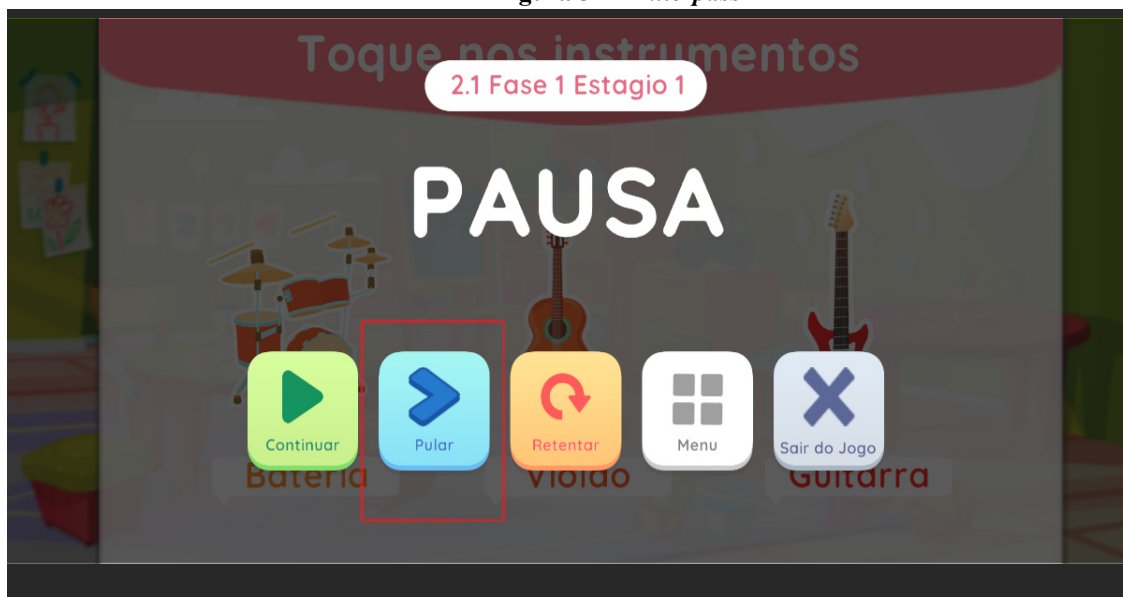 Toque nos instrumentos
2.1 Fase 1 Estagio 1
PAUSA
Continuar
Pular
Retentar
Menu
Sair do Jogo
Bateria
Violão
Guitarra